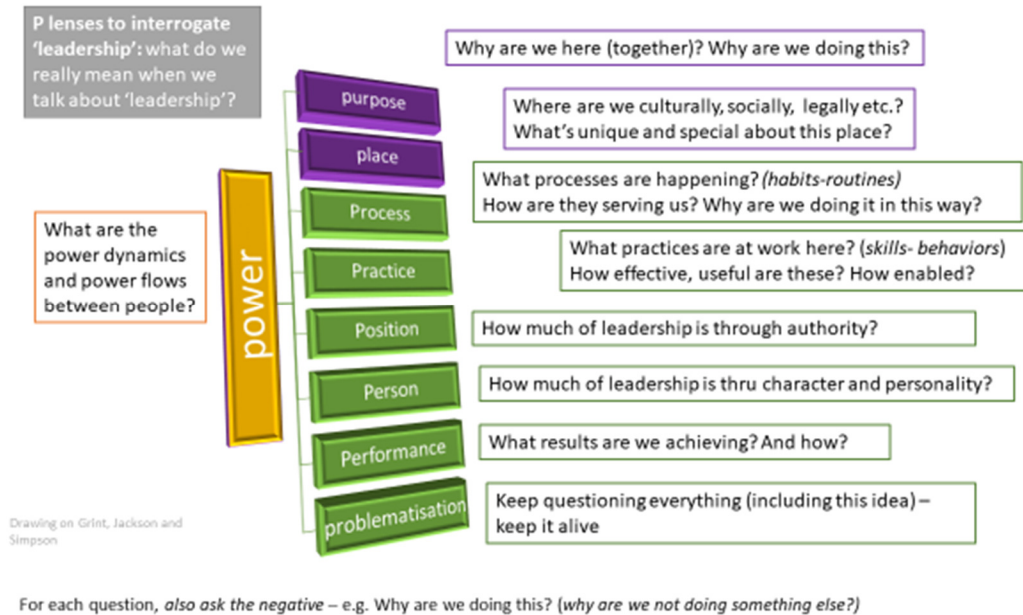 P lenses to interrogate
‘leadership’: what do we
really mean when we
talk about ‘leadership’?
Why are we here (together)? Why are we doing this?
purpose
Where are we culturally, socially, legally etc.?
What’s unique and special about this place?
place
What processes are happening? (habits-routines)
How are they serving us? Why are we doing it in this way?
Process
What are the
power dynamics
and power flows
between people?
power
What practices are at work here? (skills- behaviors)
How effective, useful are these? How enabled?
Practice
Position
How much of leadership is through authority?
Person
How much of leadership is thru character and personality?
Performance
What results are we achieving? And how?
problematisation
Keep questioning everything (including this idea) –
keep it alive
Drawing on Grint, Jackson and
Simpson
For each question, also ask the negative – e.g. Why are we doing this? (why are we not doing something else?)